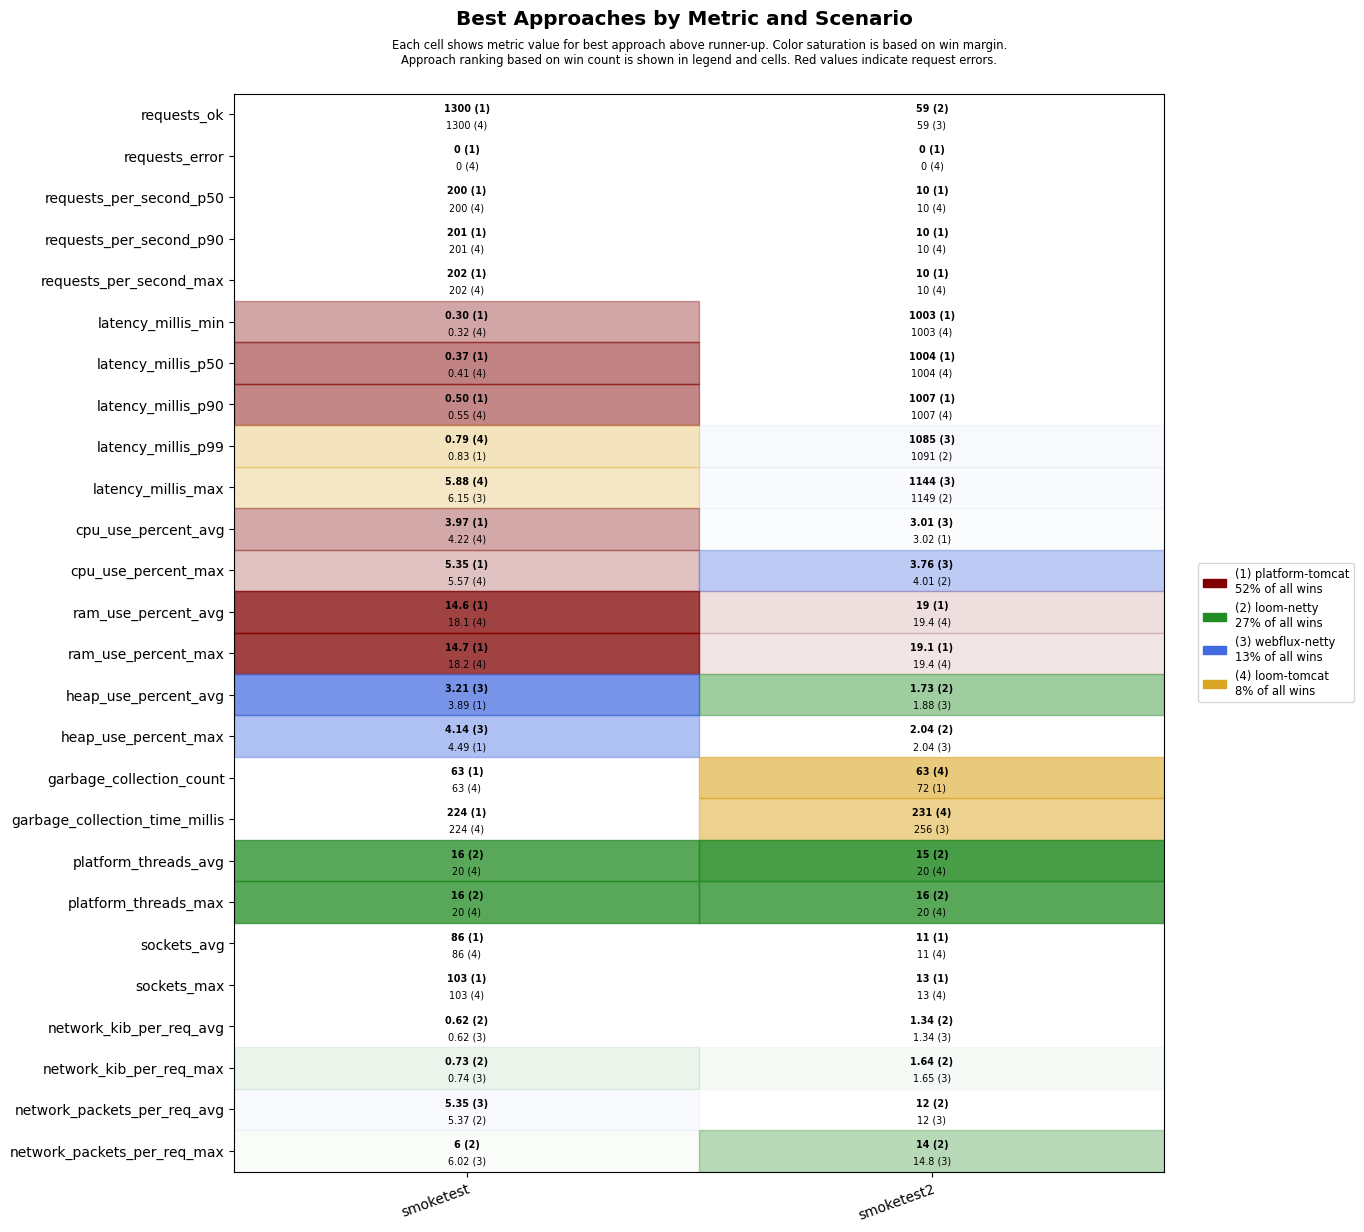 Best Approaches by Metric and Scenario
Each cell shows metric value for best approach above runner-up. Color saturation is based on win margin.
Approach ranking based on win count is shown in legend and cells. Red values indicate request errors.
requests_ok
1300 (1)
1300 (4)
59 (2)
59 (3)
requests_error
0 (1)
0 (4)
0 (1)
0 (4)
requests_per_second_p50
200 (1)
200 (4)
10 (1)
10 (4)
requests_per_second_p90
201 (1)
201 (4)
10 (1)
10 (4)
requests_per_second_max
202 (1)
202 (4)
10 (1)
10 (4)
latency_millis_min
0.30 (1)
0.32 (4)
1003 (1)
1003 (4)
latency_millis_p50
0.37 (1)
0.41 (4)
1004 (1)
1004 (4)
latency_millis_p90
0.50 (1)
0.55 (4)
1007 (1)
1007 (4)
latency_millis_p99
0.79 (4)
0.83 (1)
1085 (3)
1091 (2)
latency_millis_max
5.88 (4)
6.15 (3)
1144 (3)
1149 (2)
cpu_use_percent_avg
3.97 (1)
4.22 (4)
3.01 (3)
3.02 (1)
cpu_use_percent_max
5.35 (1)
5.57 (4)
3.76 (3)
4.01 (2)
ram_use_percent_avg
14.6 (1)
18.1 (4)
19 (1)
19.4 (4)
ram_use_percent_max
14.7 (1)
18.2 (4)
19.1 (1)
19.4 (4)
heap_use_percent_avg
3.21 (3)
3.89 (1)
1.73 (2)
1.88 (3)
heap_use_percent_max
4.14 (3)
4.49 (1)
2.04 (2)
2.04 (3)
garbage_collection_count
63 (1)
63 (4)
63 (4)
72 (1)
garbage_collection_time_millis
224 (1)
224 (4)
231 (4)
256 (3)
platform_threads_avg
16 (2)
20 (4)
15 (2)
20 (4)
platform_threads_max
16 (2)
20 (4)
16 (2)
20 (4)
sockets_avg
86 (1)
86 (4)
11 (1)
11 (4)
sockets_max
103 (1)
103 (4)
13 (1)
13 (4)
network_kib_per_req_avg
0.62 (2)
0.62 (3)
1.34 (2)
1.34 (3)
network_kib_per_req_max
0.73 (2)
0.74 (3)
1.64 (2)
1.65 (3)
network_packets_per_req_avg
5.35 (3)
5.37 (2)
12 (2)
12 (3)
network_packets_per_req_max
6 (2)
6.02 (3)
14 (2)
14.8 (3)
smoketest
smoketest2
(1) platform-tomcat
52% of all wins
(2) loom-netty
27% of all wins
(3) webflux-netty
13% of all wins
(4) loom-tomcat
8% of all wins